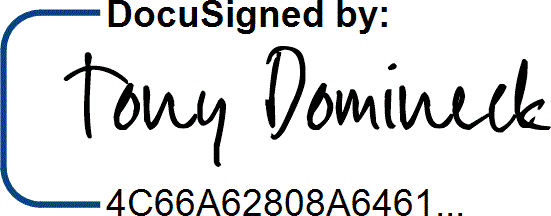 DocuSigned by:
Tony Domineck
4C66A62808A6461...